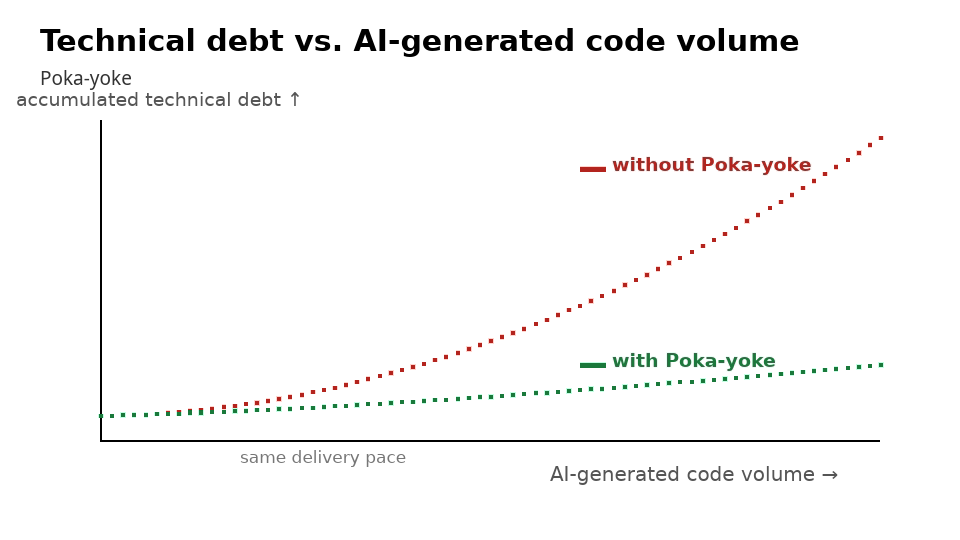 Technical debt vs. AI-generated code volume
Poka-yoke
accumulated technical debt ↑
without Poka-yoke
with Poka-yoke
same delivery pace
AI-generated code volume →